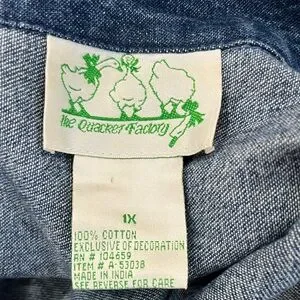 the Quacker Factory
1X
100% COTTON
EXCLUSIVE OF DECORATION
RN # 104659
ITEM # A-53038
MADE IN INDIA
SEE REVERSE FOR CARE